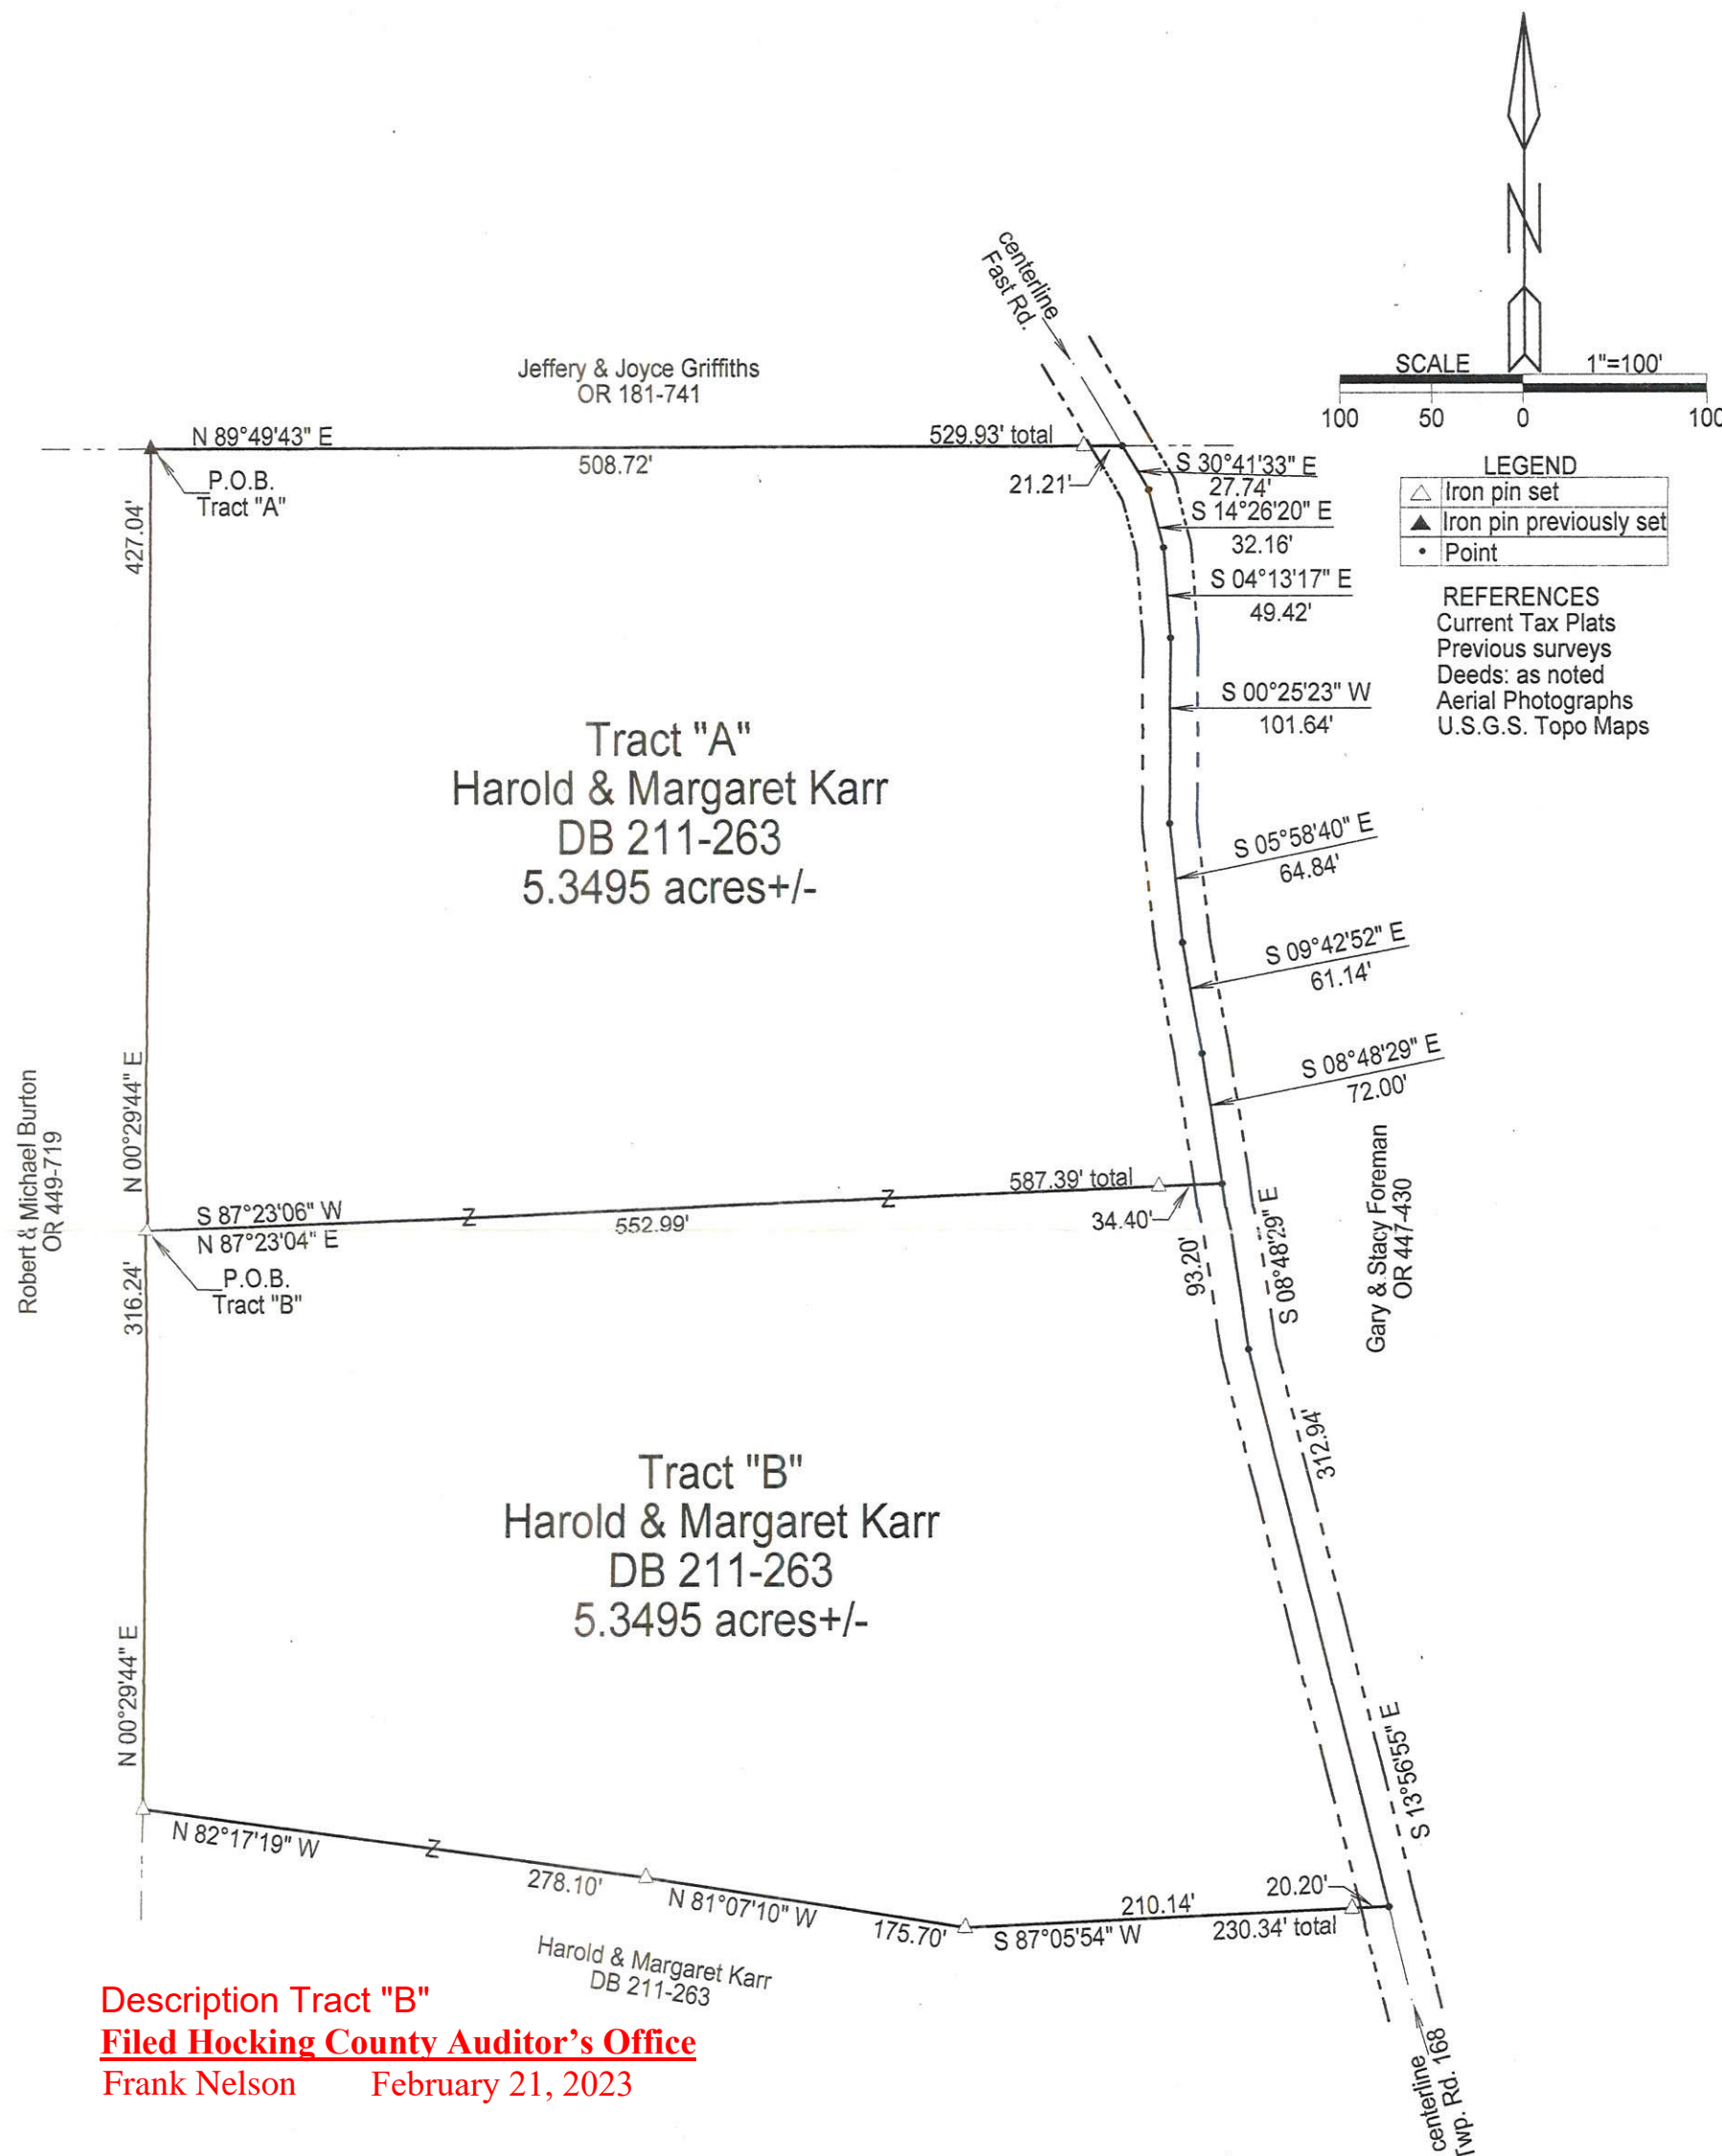 centerline
Fast Rd.
N
SCALE 1"=100'
100 50 0 100
Jeffery & Joyce Griffiths
OR 181-741
N 89°49'43" E
529.93' total
508.72'
21.21'
P.O.B.
Tract "A"
427.04'
S 30°41'33" E
27.74'
S 14°26'20" E
32.16'
S 04°13'17" E
49.42'
S 00°25'23" W
101.64'
S 05°58'40" E
64.84'
S 09°42'52" E
61.14'
S 08°48'29" E
72.00'
LEGEND
Iron pin set
Iron pin previously set
Point
REFERENCES
Current Tax Plats
Previous surveys
Deeds: as noted
Aerial Photographs
U.S.G.S. Topo Maps
Tract "A"
Harold & Margaret Karr
DB 211-263
5.3495 acres+/-
N 00°29'44" E
Robert & Michael Burton
OR 449-719
S 87°23'06" W
N 87°23'04" E
Z
Z
552.99'
587.39' total
34.40'
P.O.B.
Tract "B"
316.24'
93.20'
S 08°48'29" E
Gary & Stacy Foreman
OR 447-430
312.94'
S 13°56'55" E
Tract "B"
Harold & Margaret Karr
DB 211-263
5.3495 acres+/-
N 00°29'44" E
N 82°17'19" W
Z
278.10'
N 81°07'10" W
175.70'
S 87°05'54" W
210.14'
20.20'
230.34' total
Harold & Margaret Karr
DB 211-263
centerline
Twp. Rd. 168
Description Tract "B"
Filed Hocking County Auditor’s Office
Frank Nelson February 21, 2023